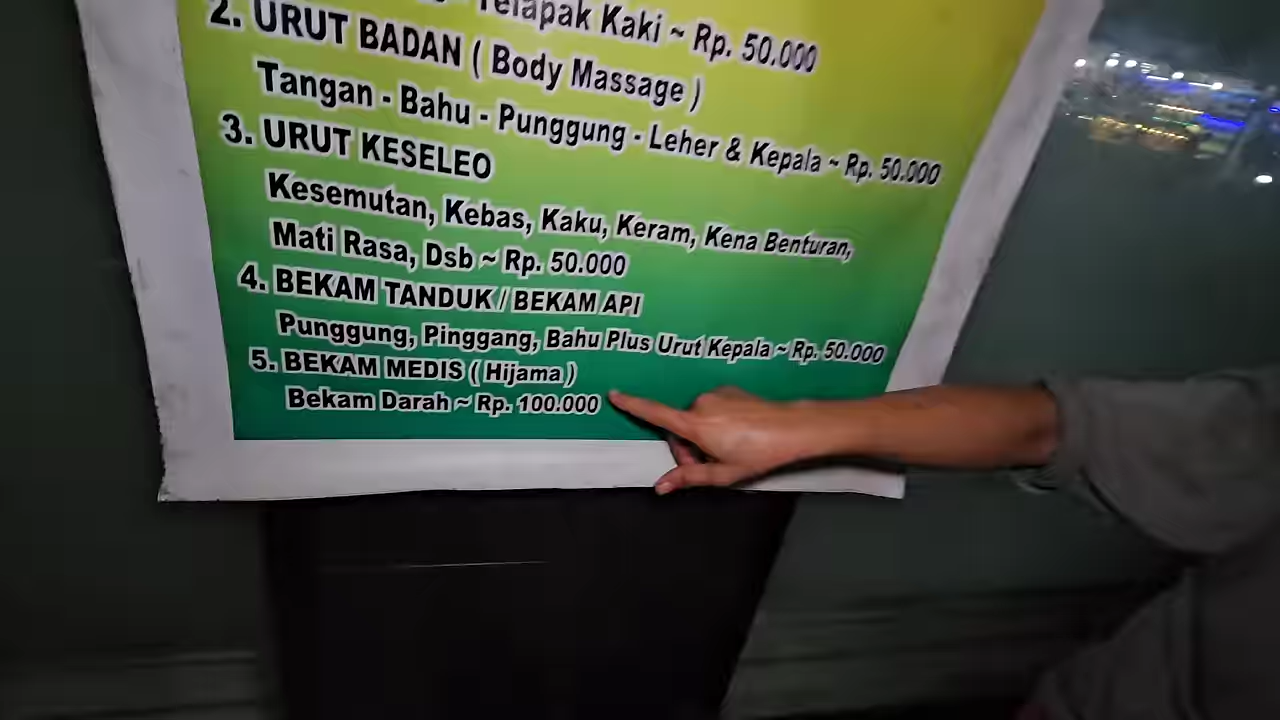 Telapak Kaki ~ Rp. 50.000
2. URUT BADAN ( Body Massage )
Tangan - Bahu - Punggung - Leher & Kepala ~ Rp. 50.000
3. URUT KESELEO
Kesemutan, Kebas, Kaku, Keram, Kena Benturan,
Mati Rasa, Dsb ~ Rp. 50.000
4. BEKAM TANDUK / BEKAM API
Punggung, Pinggang, Bahu Plus Urut Kepala ~ Rp. 50.000
5. BEKAM MEDIS ( Hijama )
Bekam Darah ~ Rp. 100.000